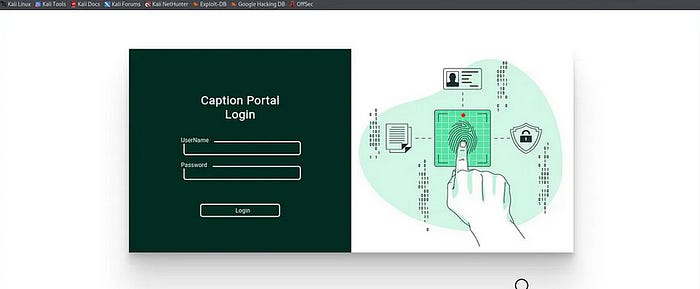 Kali Linux Kali Tools Kali Docs Kali Forums Kali NetHunter Exploit-DB Google Hacking DB OffSec
Caption Portal
Login
UserName
Password
Login